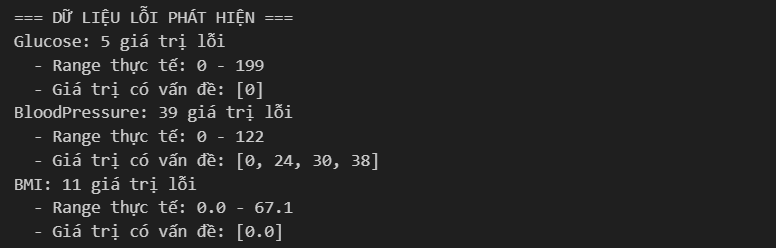 === DỮ LIỆU LỖI PHÁT HIỆN ===
Glucose: 5 giá trị lỗi
  - Range thực tế: 0 - 199
  - Giá trị có vấn đề: [0]
BloodPressure: 39 giá trị lỗi
  - Range thực tế: 0 - 122
  - Giá trị có vấn đề: [0, 24, 30, 38]
BMI: 11 giá trị lỗi
  - Range thực tế: 0.0 - 67.1
  - Giá trị có vấn đề: [0.0]